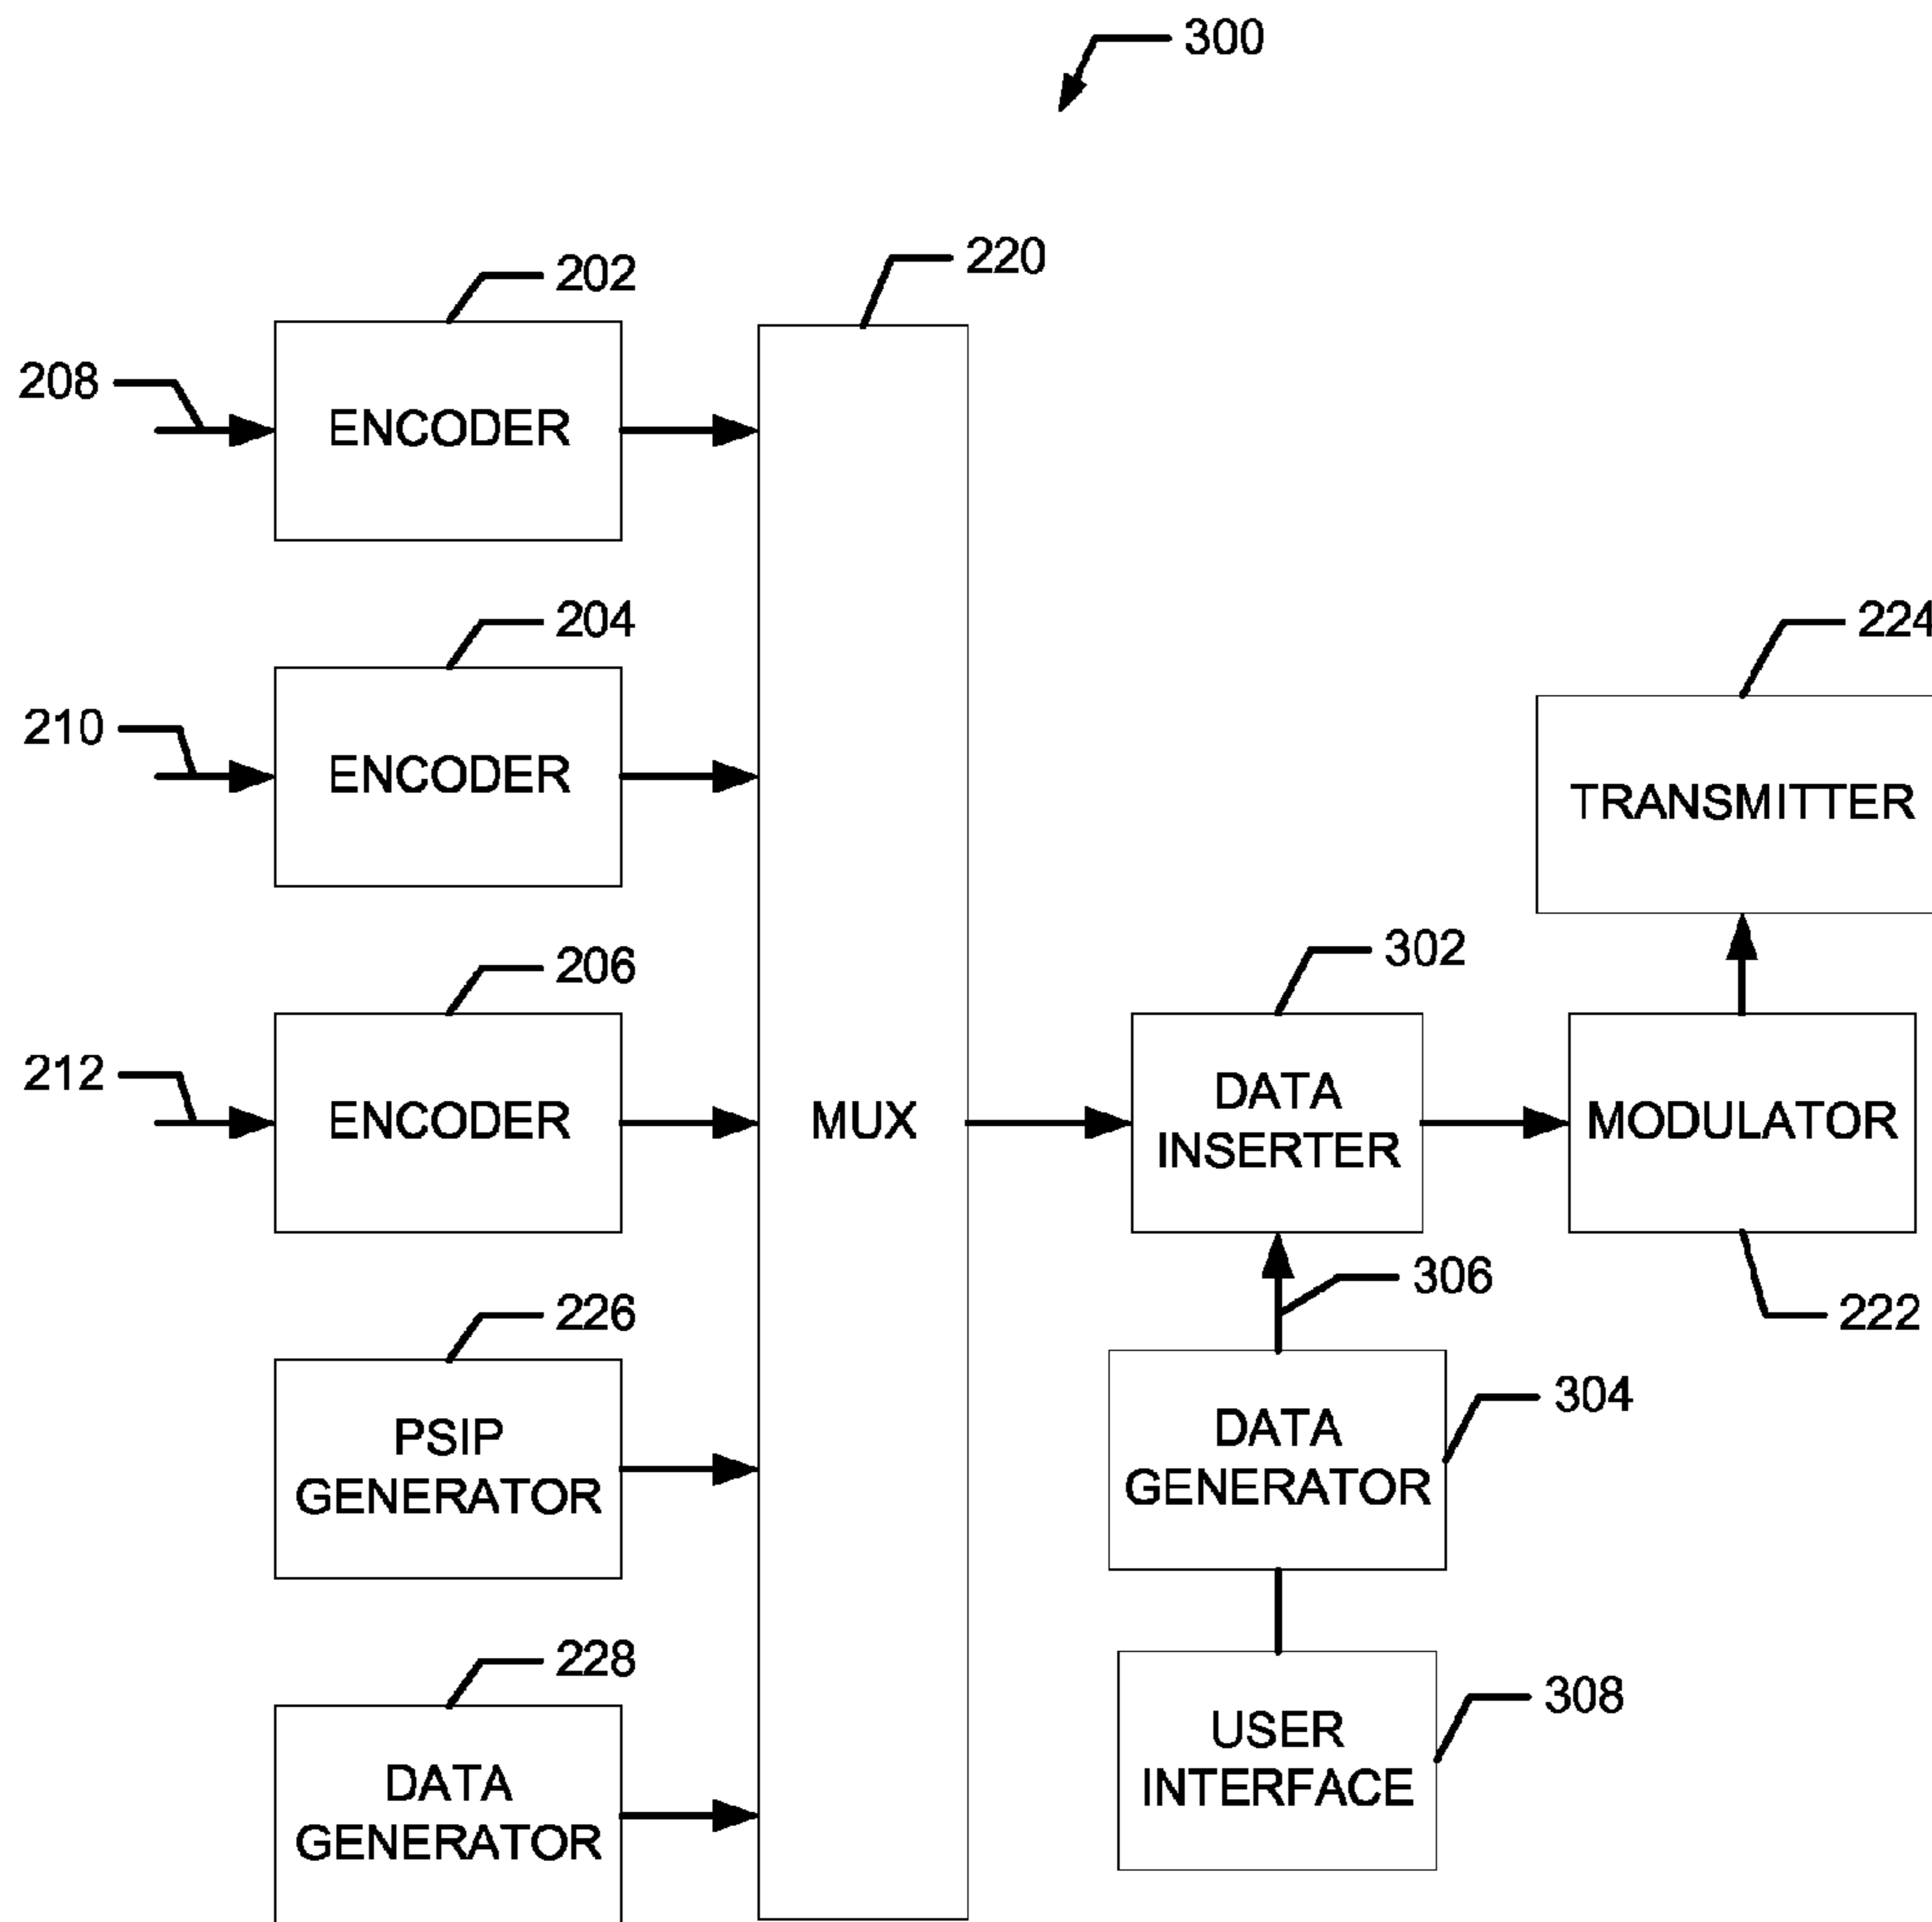 300
220
202
208
ENCODER
204
210
ENCODER
224
TRANSMITTER
206
212
ENCODER
MUX
302
DATA
INSERTER
MODULATOR
222
306
226
PSIP
GENERATOR
DATA
GENERATOR
304
228
DATA
GENERATOR
USER
INTERFACE
308